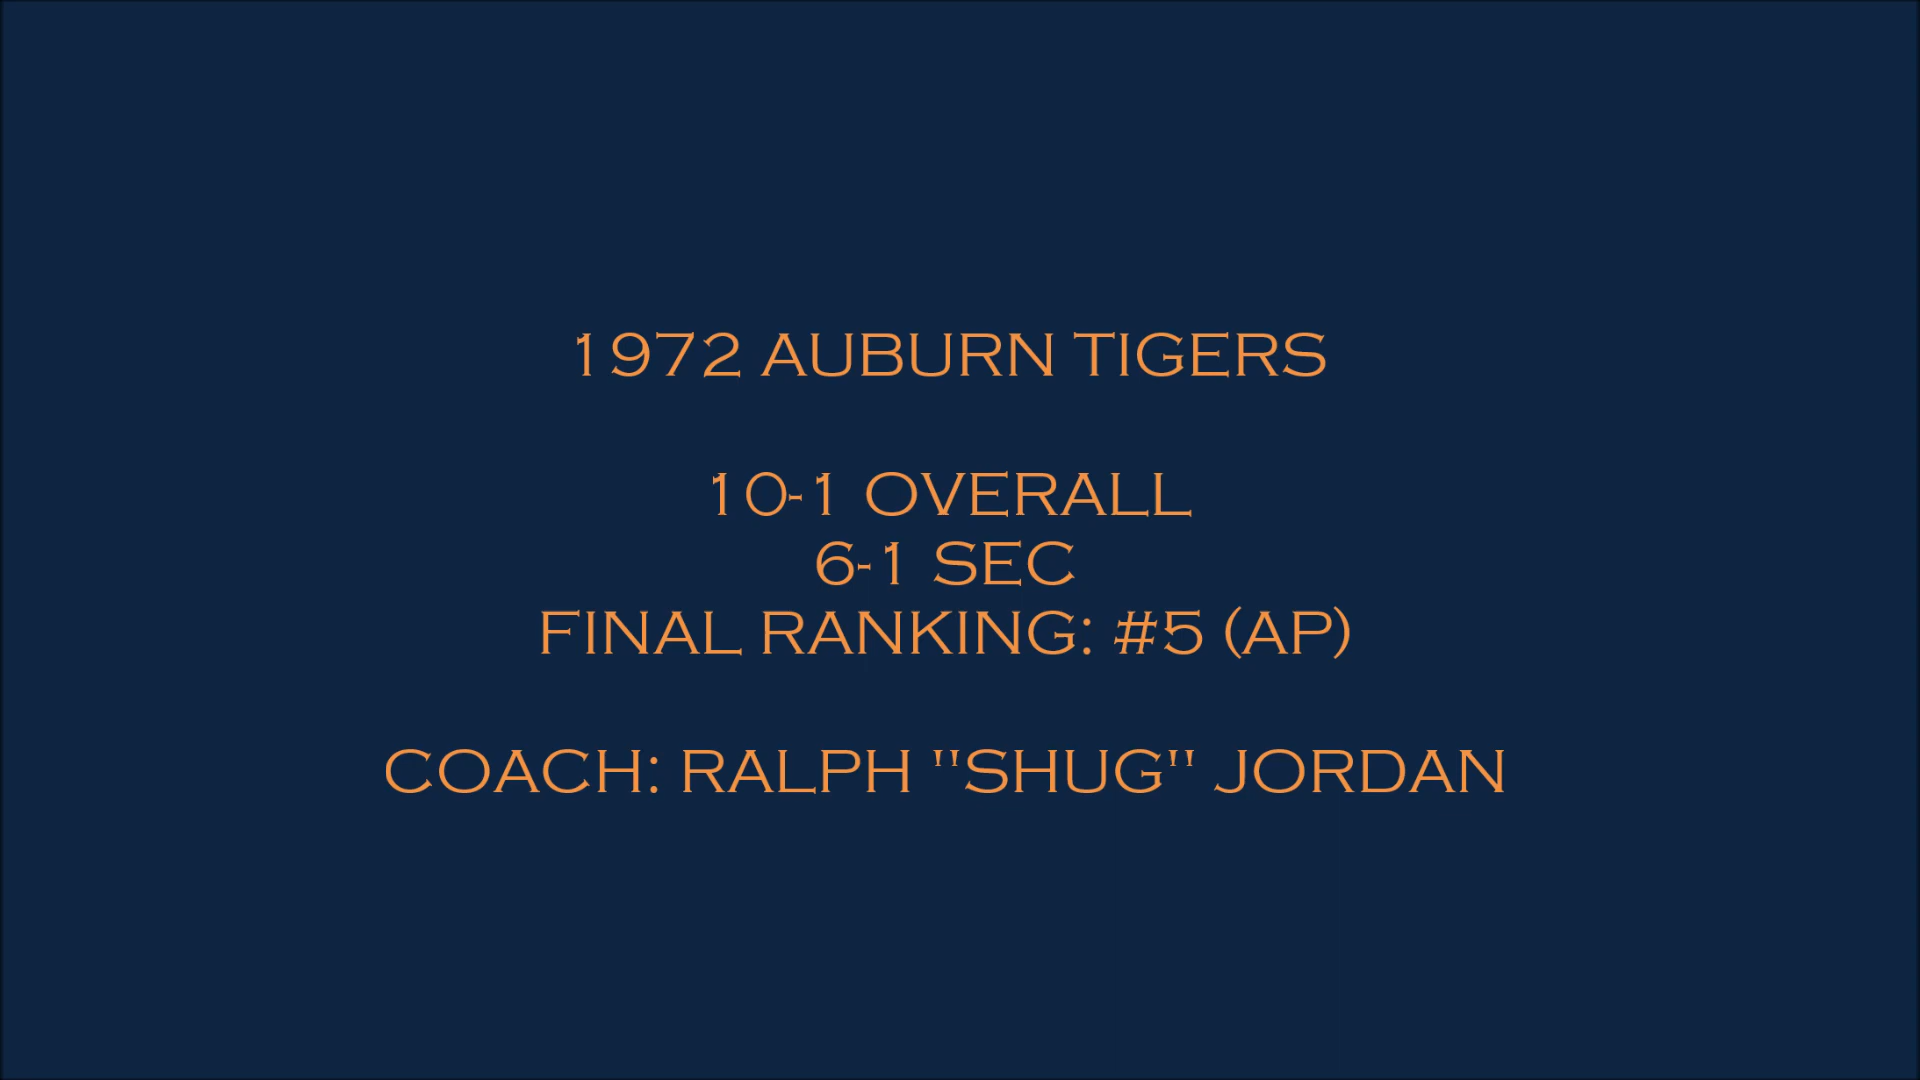 1972 AUBURN TIGERS
10-1 OVERALL
6-1 SEC
FINAL RANKING: #5 (AP)
COACH: RALPH "SHUG" JORDAN